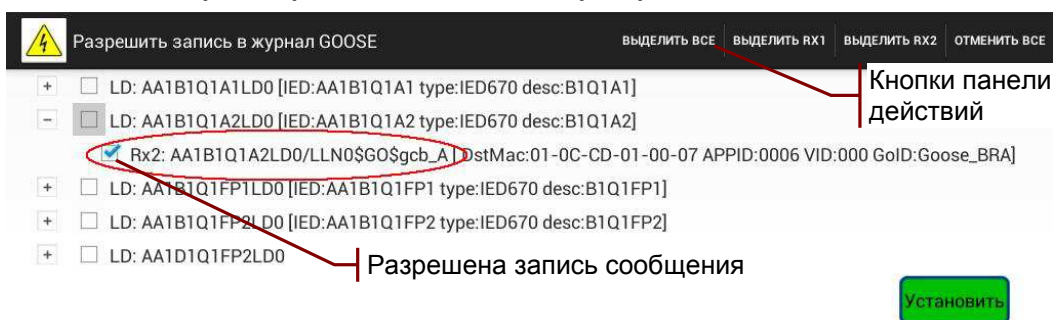 Разрешить запись в журнал GOOSE ВЫДЕЛИТЬ ВСЕ ВЫДЕЛИТЬ RX1 ВЫДЕЛИТЬ RX2 ОТМЕНИТЬ ВСЕ
+ LD: AA1B1Q1A1LD0 [IED:AA1B1Q1A1 type:IED670 desc:B1Q1A1]
Кнопки панели
действий
− LD: AA1B1Q1A2LD0 [IED:AA1B1Q1A2 type:IED670 desc:B1Q1A2]
Rx2: AA1B1Q1A2LD0/LLN0$GO$gcb_A [ DstMac:01-0C-CD-01-00-07 APPID:0006 VID:000 GoID:Goose_BRA]
+ LD: AA1B1Q1FP1LD0 [IED:AA1B1Q1FP1 type:IED670 desc:B1Q1FP1]
+ LD: AA1B1Q1FP2LD0 [IED:AA1B1Q1FP2 type:IED670 desc:B1Q1FP2]
+ LD: AA1D1Q1FP2LD0
Разрешена запись сообщения
Установить